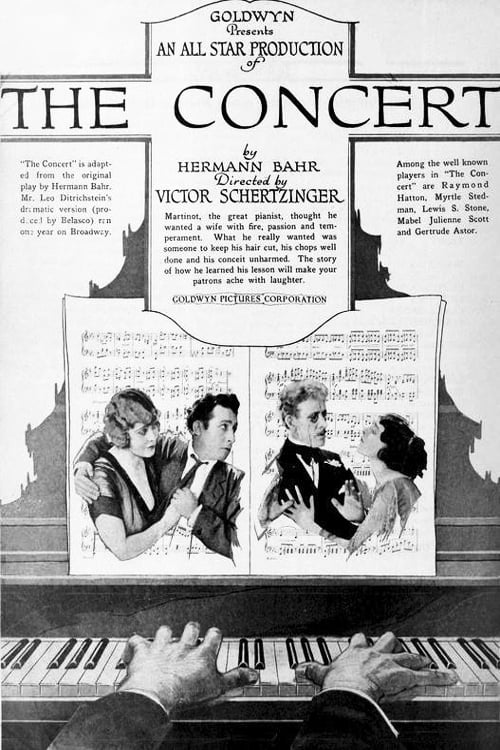 GOLDWYN
Presents
AN ALL STAR PRODUCTION
of
THE CONCERT
by
HERMANN BAHR
Directed by
VICTOR SCHERTZINGER
"The Concert" is adapt-
ed from the original
play by Hermann Bahr.
Mr. Leo Ditrichstein's
dramatic version (pro-
duced by Belasco) ran
one year on Broadway.
Martinot, the great pianist, thought he
wanted a wife with fire, passion and tem-
perament. What he really wanted was
someone to keep his hair cut, his chops well
done and his conceit unharmed. The story
of how he learned his lesson will make your
patrons ache with laughter.
GOLDWYN PICTURES CORPORATION
Among the well known
players in "The Con-
cert" are Raymond
Hatton, Myrtle Sted-
man, Lewis S. Stone,
Mabel Julienne Scott
and Gertrude Astor.